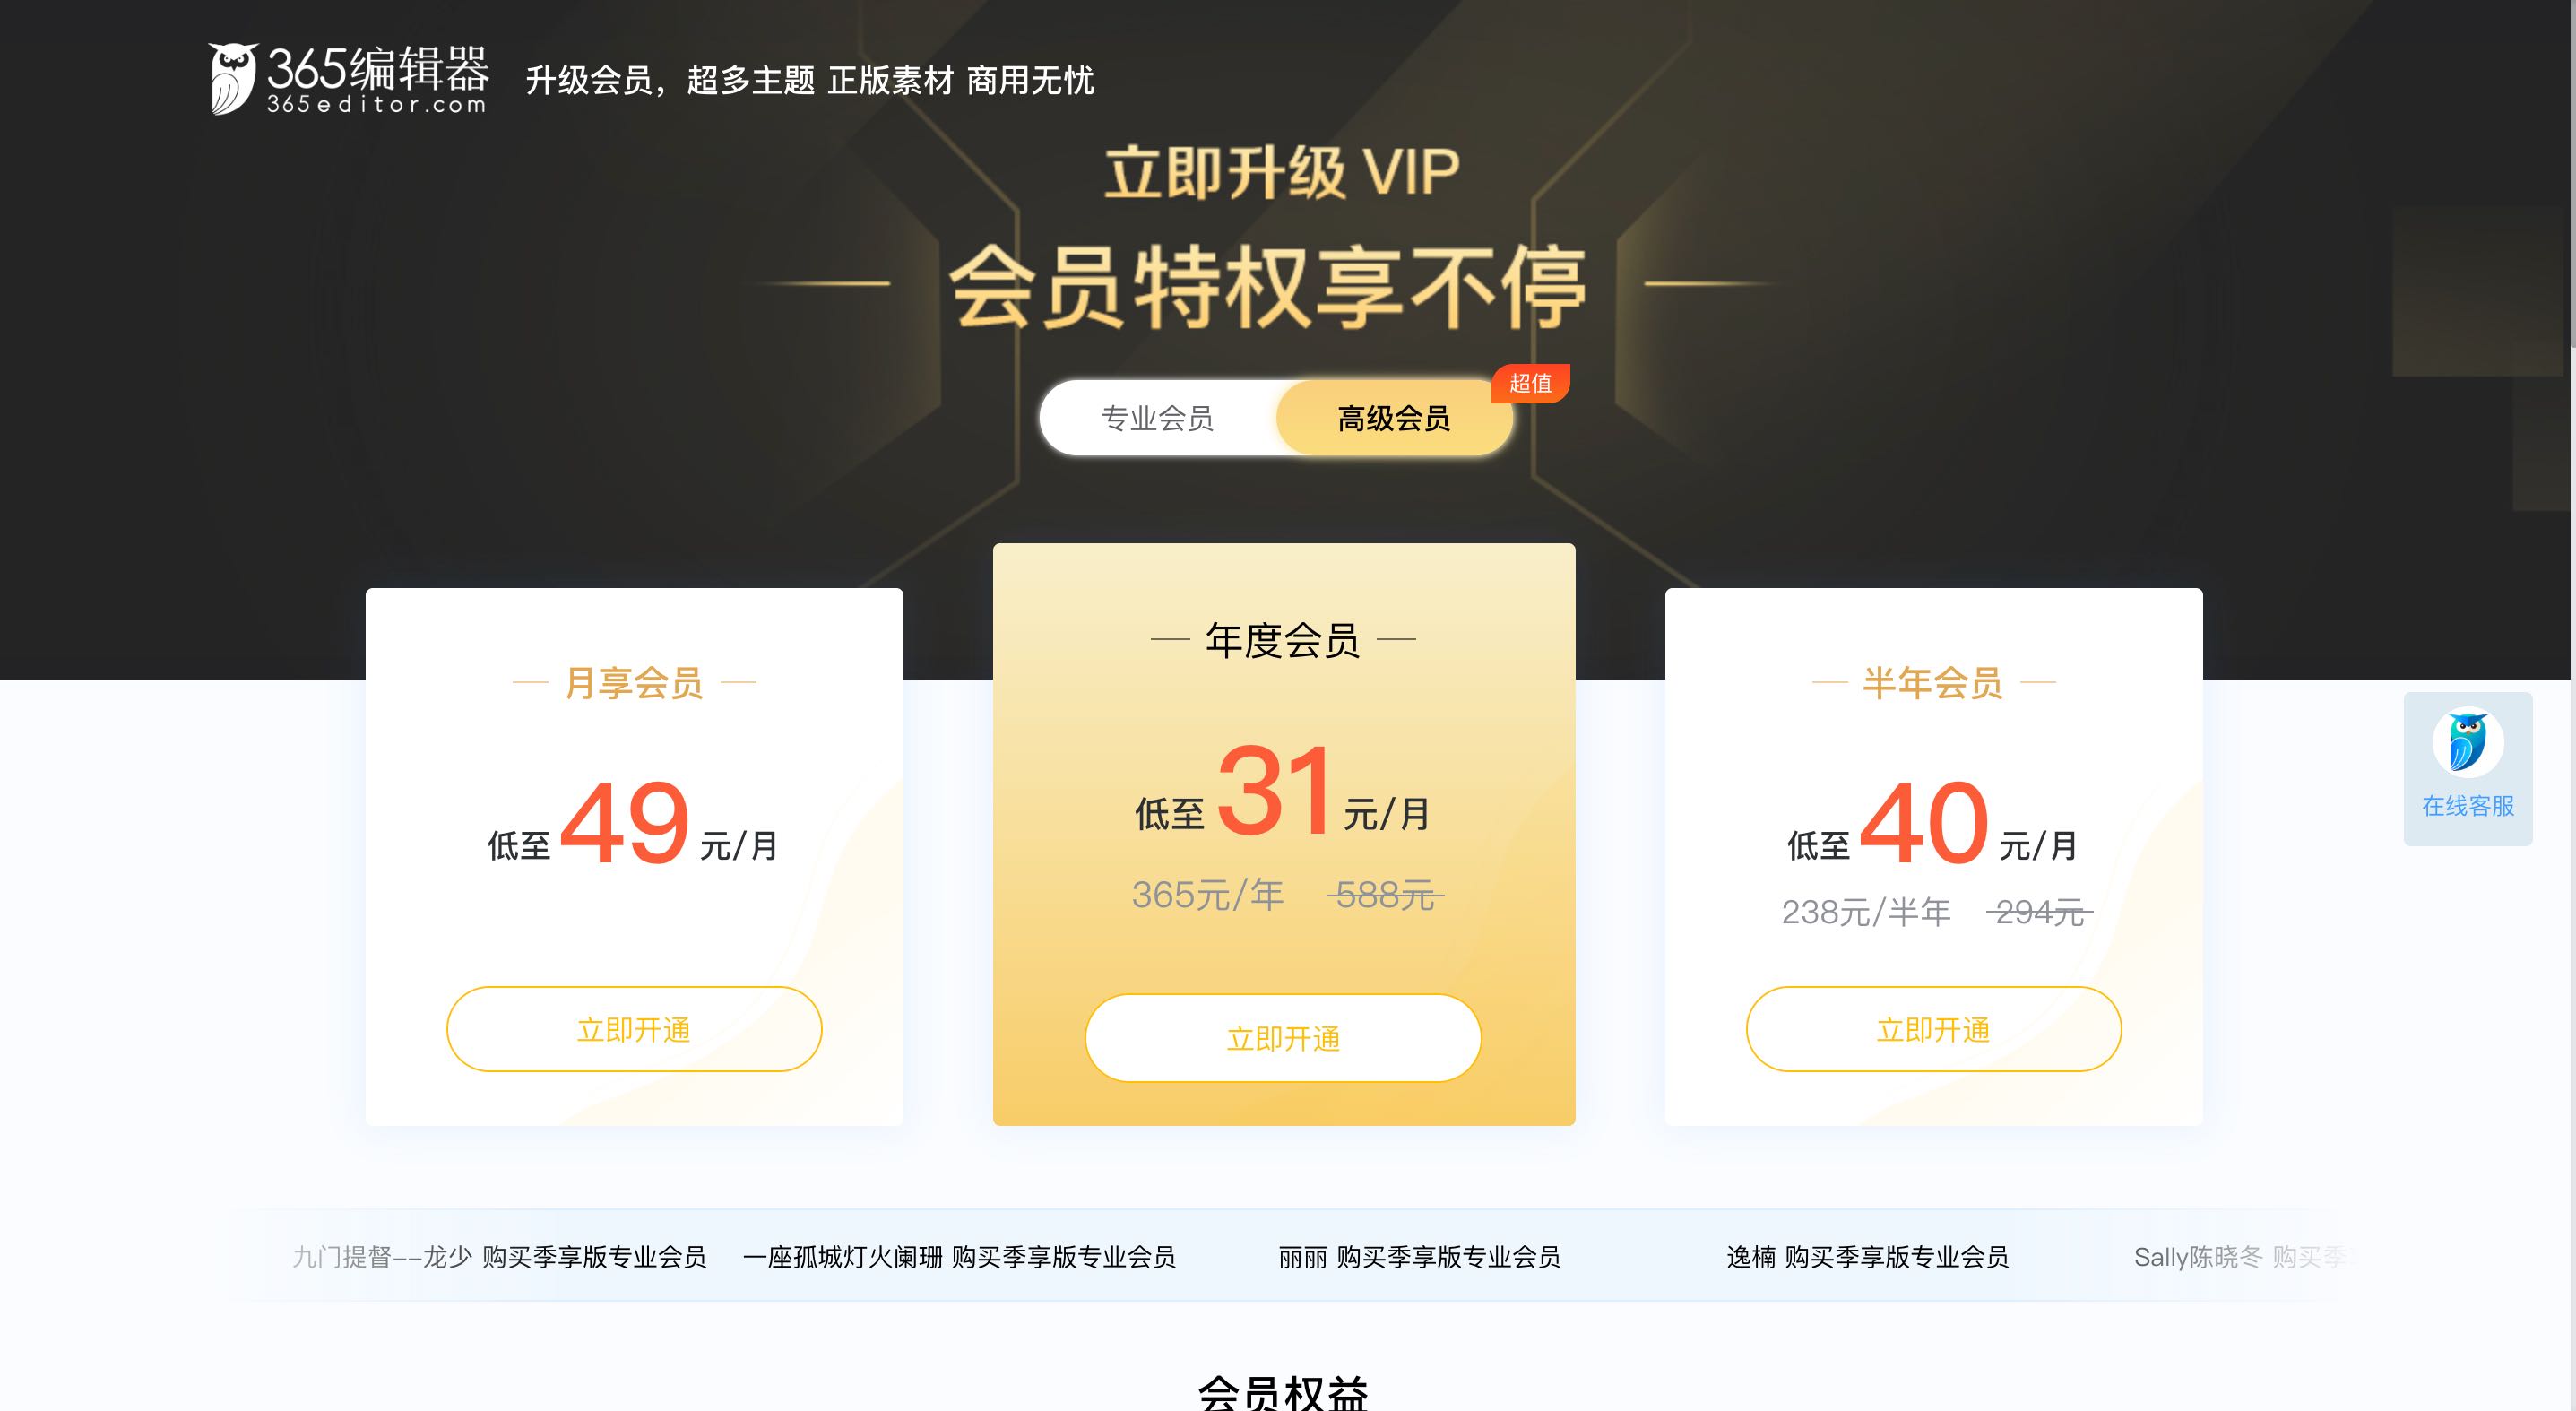 365编辑器
365editor.com
升级会员，超多主题 正版素材 商用无忧
立即升级 VIP
会员特权享不停
专业会员
高级会员
超值
月享会员
低至 49 元/月
立即开通
年度会员
低至 31 元/月
365元/年 588元
立即开通
半年会员
低至 40 元/月
238元/半年 294元
立即开通
在线客服
九门提督--龙少 购买季享版专业会员 一座孤城灯火阑珊 购买季享版专业会员 丽丽 购买季享版专业会员 逸楠 购买季享版专业会员 Sally陈晓冬 购买季
会员权益